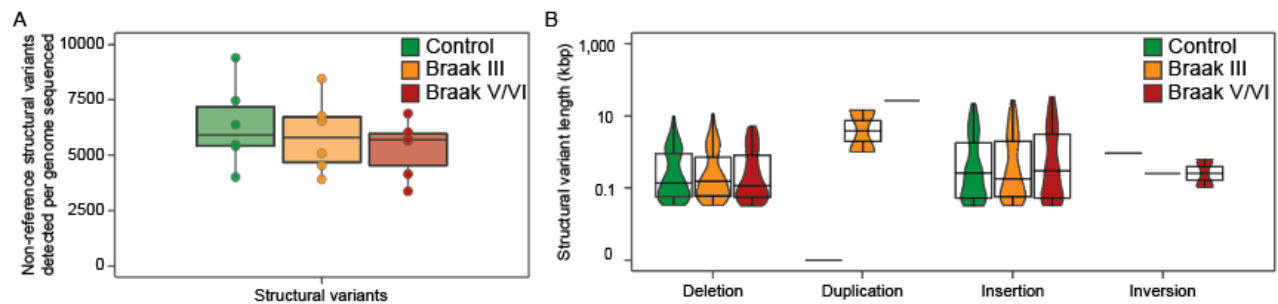 A
Non-reference structural variants
detected per genome sequenced
10000
7500
5000
2500
0
Control
Braak III
Braak V/VI
Structural variants
B
Structural variant length (kbp)
1,000
10
0.1
0
Control
Braak III
Braak V/VI
Deletion
Duplication
Insertion
Inversion